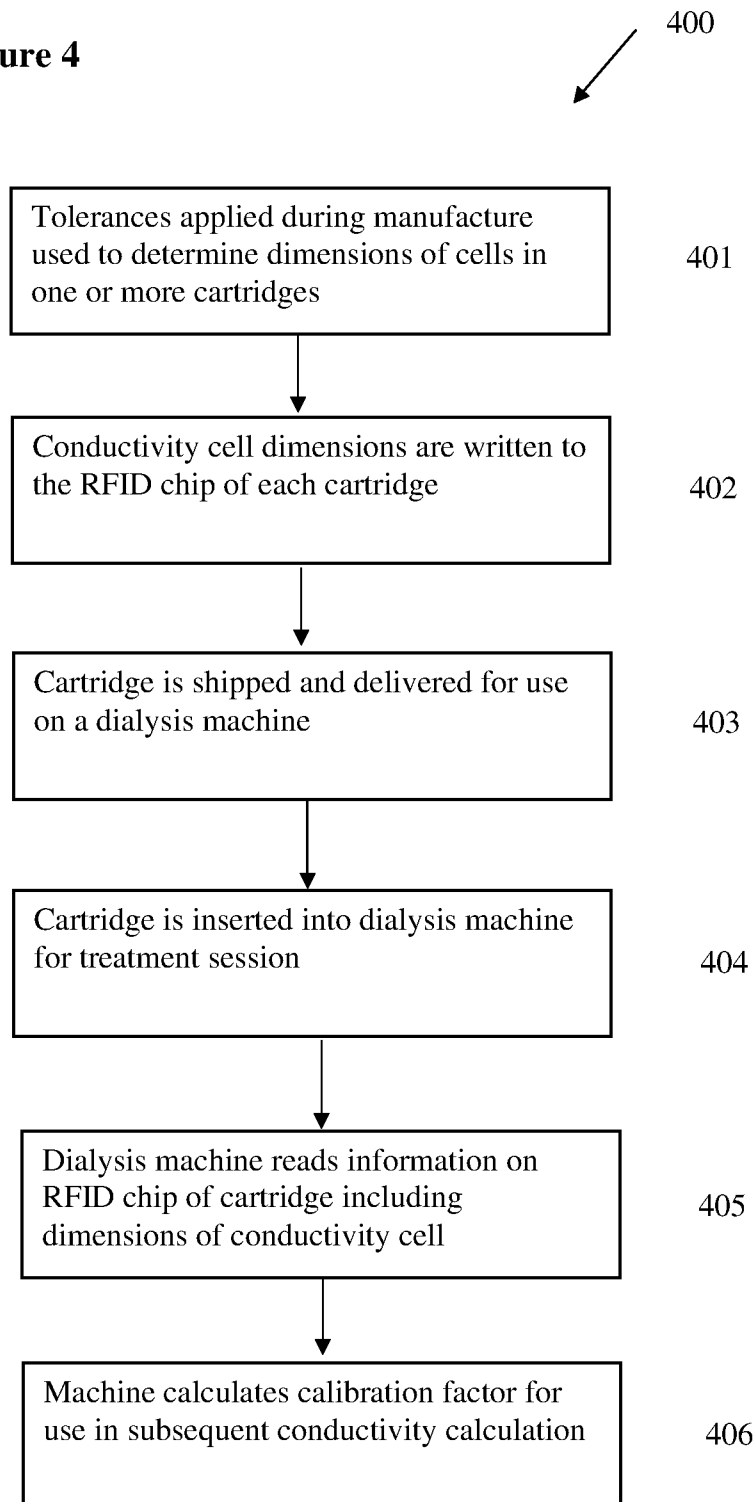 400
ure 4
Tolerances applied during manufacture
used to determine dimensions of cells in
one or more cartridges
401
Conductivity cell dimensions are written to
the RFID chip of each cartridge
402
Cartridge is shipped and delivered for use
on a dialysis machine
403
Cartridge is inserted into dialysis machine
for treatment session
404
Dialysis machine reads information on
RFID chip of cartridge including
dimensions of conductivity cell
405
Machine calculates calibration factor for
use in subsequent conductivity calculation
406